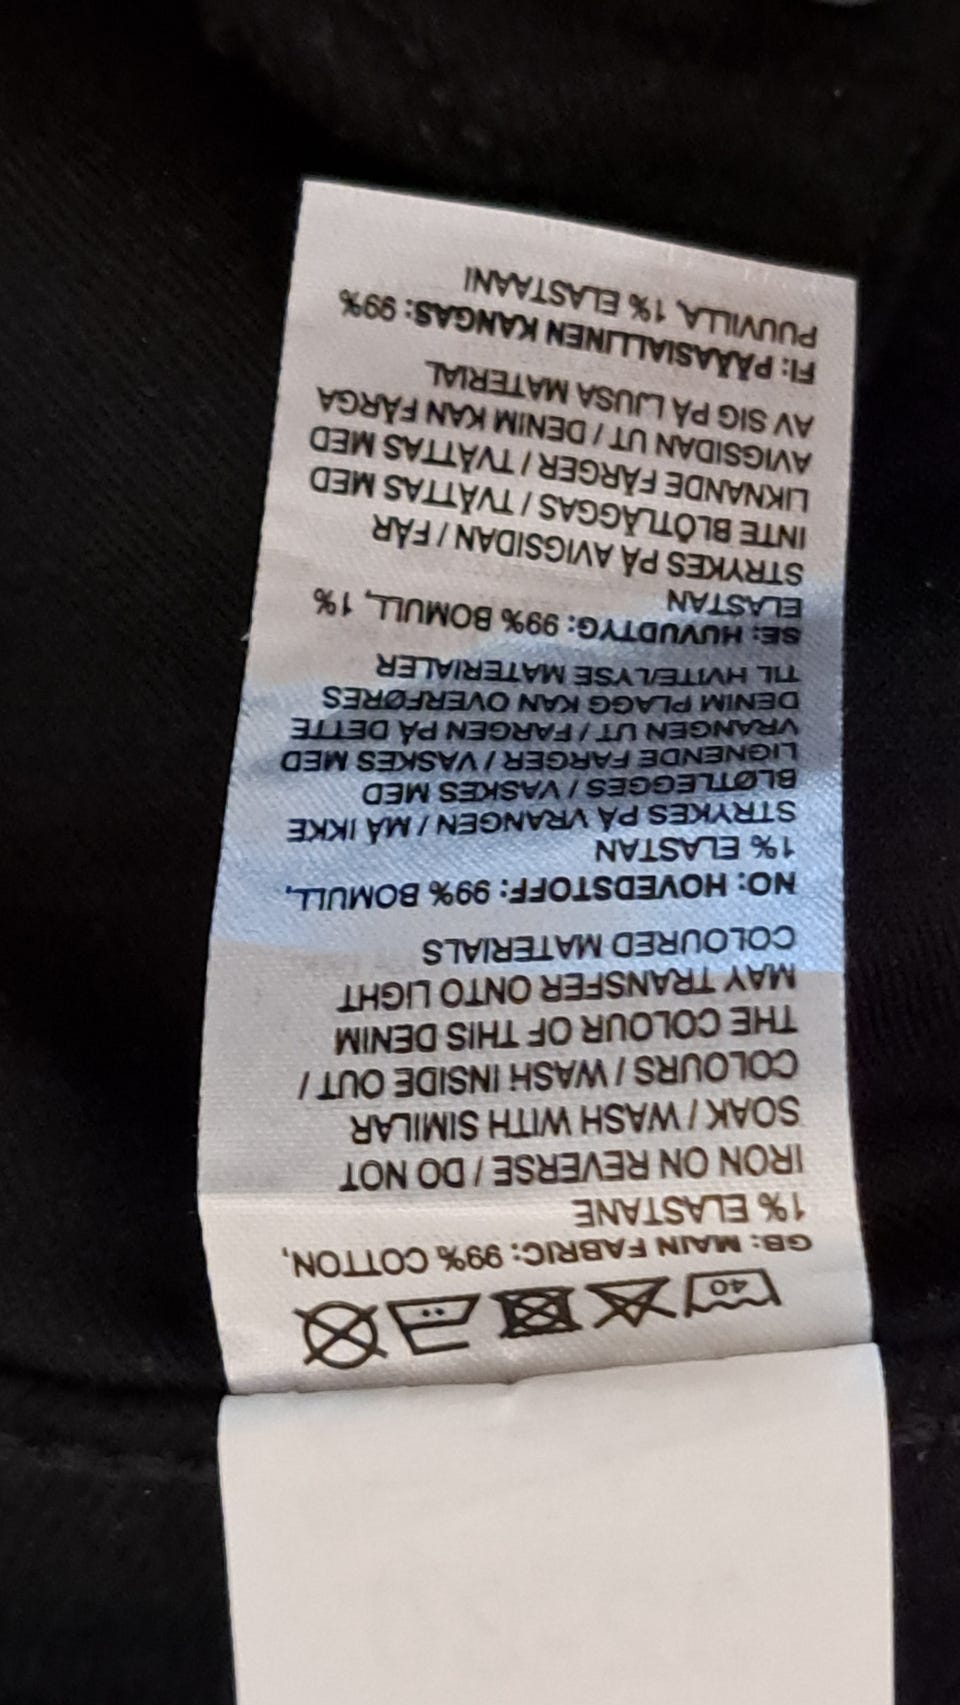 40
GB: MAIN FABRIC: 99% COTTON,
1% ELASTANE
IRON ON REVERSE / DO NOT
SOAK / WASH WITH SIMILAR
COLOURS / WASH INSIDE OUT /
THE COLOUR OF THIS DENIM
MAY TRANSFER ONTO LIGHT
COLOURED MATERIALS
NO: HOVEDSTOFF: 99% BOMULL,
1% ELASTAN
STRYKES PÅ VRANGEN / MÅ IKKE
BLØTLEGGES / VASKES MED
LIGNENDE FARGER / VASKES MED
VRANGEN UT / FARGEN PÅ DETTE
DENIM PLAGG KAN OVERFØRES
TIL HVITE/LYSE MATERIALER
SE: HUVUDTYG: 99% BOMULL, 1%
ELASTAN
STRYKES PÅ AVIGSIDAN / FÅR
INTE BLÖTLÄGGAS / TVÄTTAS MED
LIKNANDE FÄRGER / TVÄTTAS MED
AVIGSIDAN UT / DENIM KAN FÄRGA
AV SIG PÅ LJUSA MATERIAL
FI: PÄÄASIALLINEN KANGAS: 99%
PUUVILLA, 1% ELASTAANI